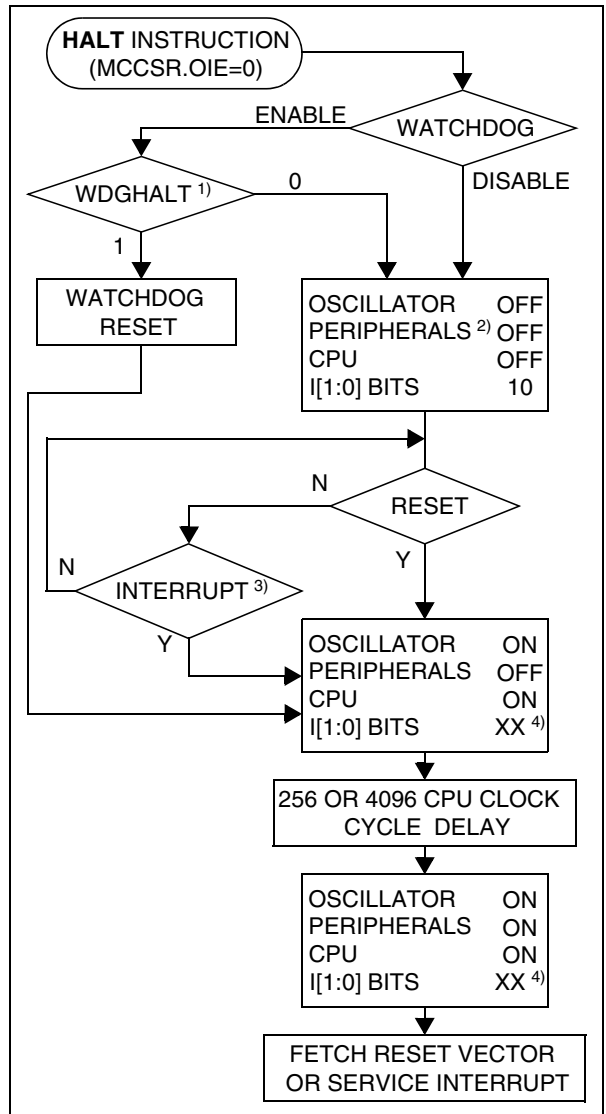 HALT INSTRUCTION
(MCCSR.OIE=0)
ENABLE
WATCHDOG
WDGHALT 1)
0
DISABLE
1
WATCHDOG
RESET
OSCILLATOR OFF
PERIPHERALS 2) OFF
CPU OFF
I[1:0] BITS 10
N
RESET
N
INTERRUPT 3)
Y
Y
OSCILLATOR ON
PERIPHERALS OFF
CPU ON
I[1:0] BITS XX 4)
256 OR 4096 CPU CLOCK
CYCLE DELAY
OSCILLATOR ON
PERIPHERALS ON
CPU ON
I[1:0] BITS XX 4)
FETCH RESET VECTOR
OR SERVICE INTERRUPT